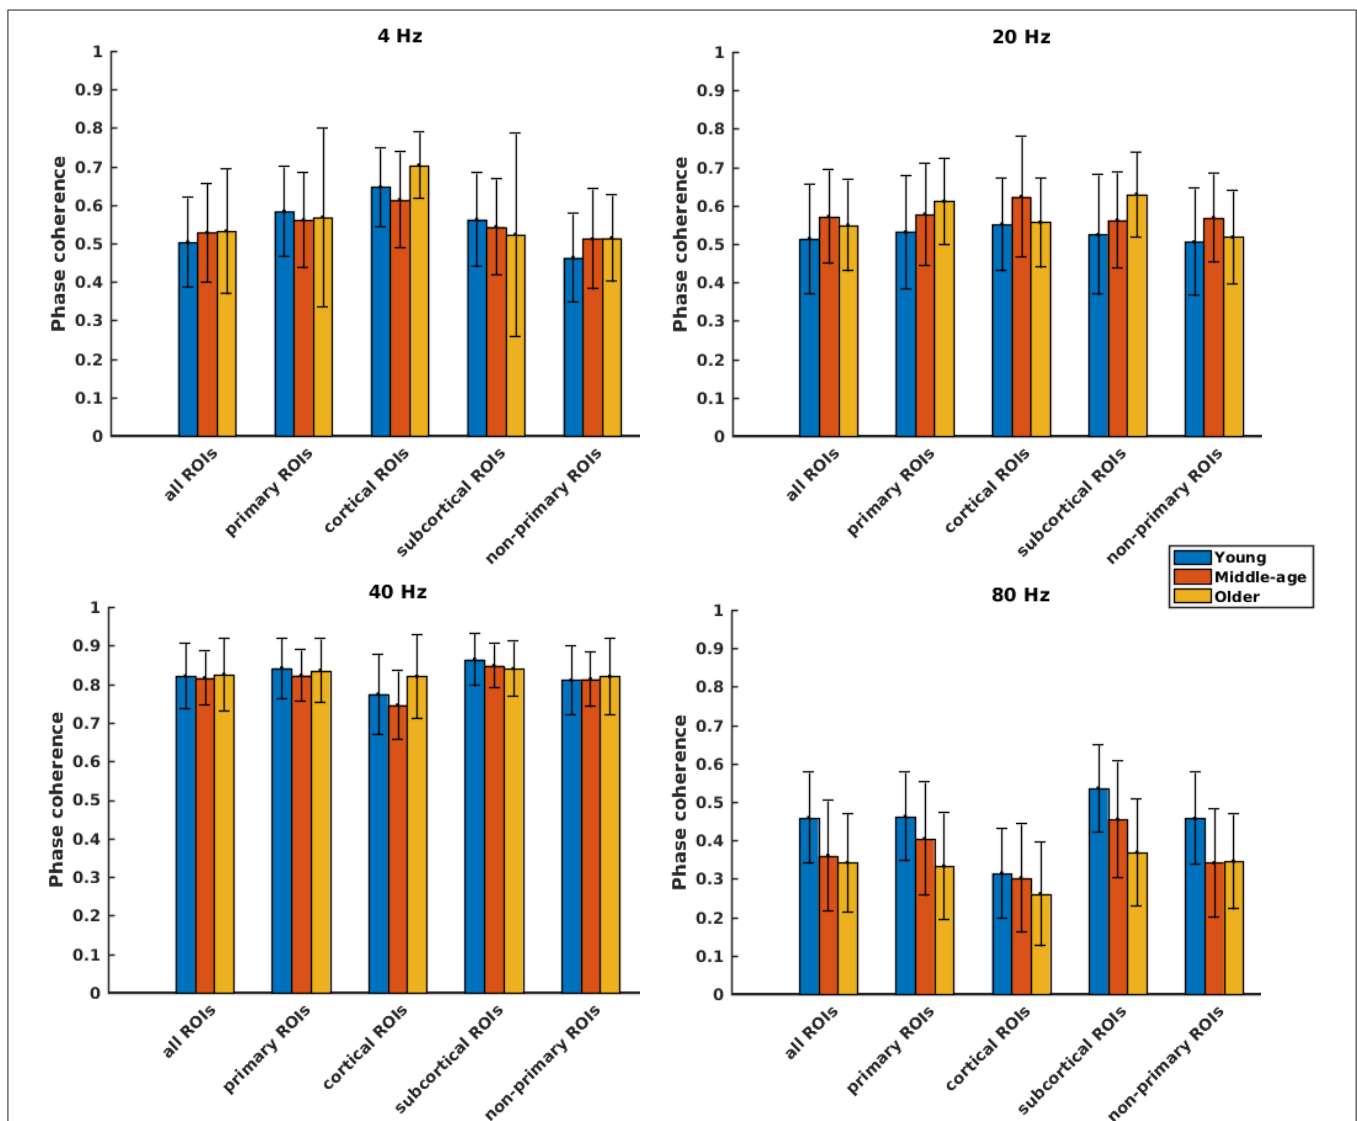 4 Hz
1
0.9
0.8
0.7
0.6
0.5
0.4
0.3
0.2
0.1
0
Phase coherence
all ROIs
primary ROIs
cortical ROIs
subcortical ROIs
non-primary ROIs
20 Hz
1
0.9
0.8
0.7
0.6
0.5
0.4
0.3
0.2
0.1
0
Phase coherence
all ROIs
primary ROIs
cortical ROIs
subcortical ROIs
non-primary ROIs
Young
Middle-age
Older
40 Hz
1
0.9
0.8
0.7
0.6
0.5
0.4
0.3
0.2
0.1
0
Phase coherence
all ROIs
primary ROIs
cortical ROIs
subcortical ROIs
non-primary ROIs
80 Hz
1
0.9
0.8
0.7
0.6
0.5
0.4
0.3
0.2
0.1
0
Phase coherence
all ROIs
primary ROIs
cortical ROIs
subcortical ROIs
non-primary ROIs